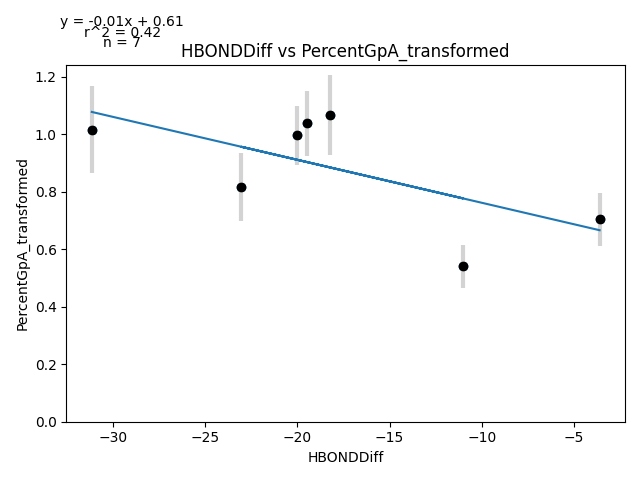 y = -0.01x + 0.61
r^2 = 0.42
n = 7
HBONDDiff vs PercentGpA_transformed
PercentGpA_transformed
1.2
1.0
0.8
0.6
0.4
0.2
0.0
−30
−25
−20
−15
−10
−5
HBONDDiff